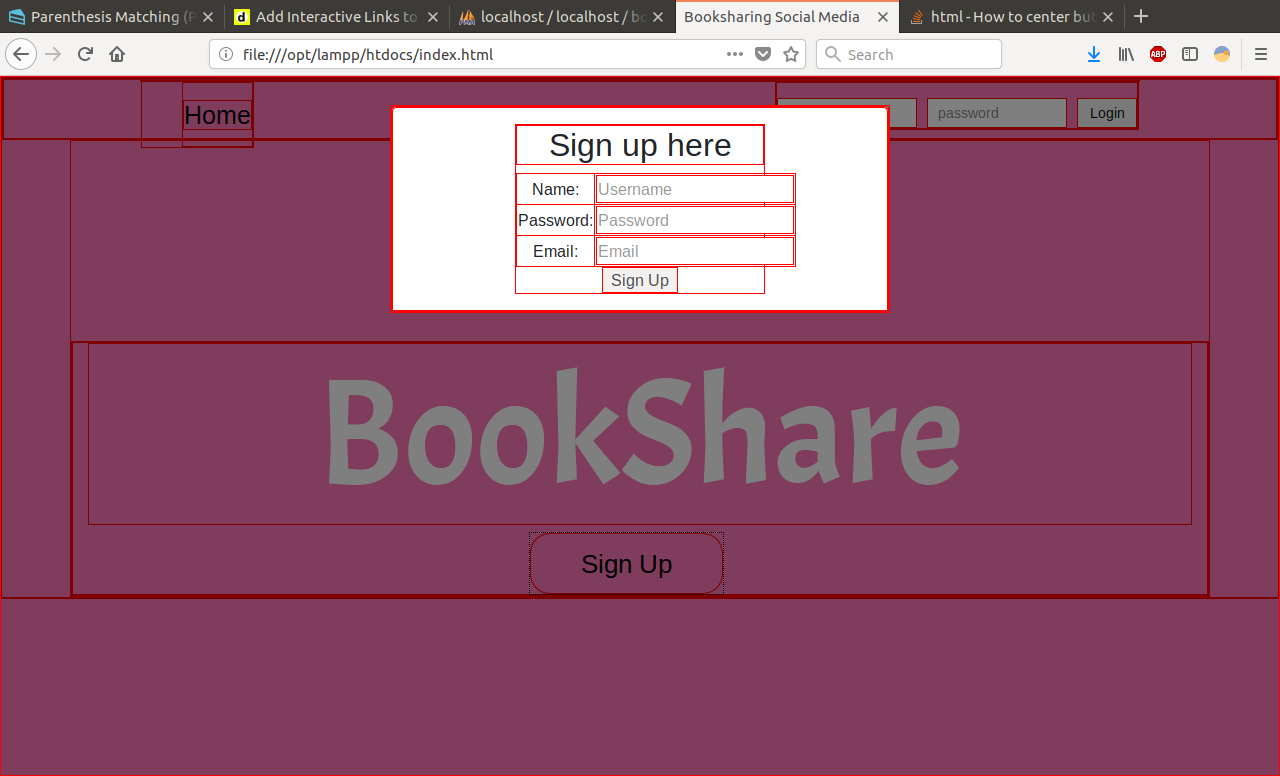 Parenthesis Matching (P
Add Interactive Links to
localhost / localhost / bo
Booksharing Social Media
html - How to center but
file:///opt/lampp/htdocs/index.html
Search
ABP
Home
password
Login
Sign up here
Name:
Username
Password:
Password
Email:
Email
Sign Up
BookShare
Sign Up